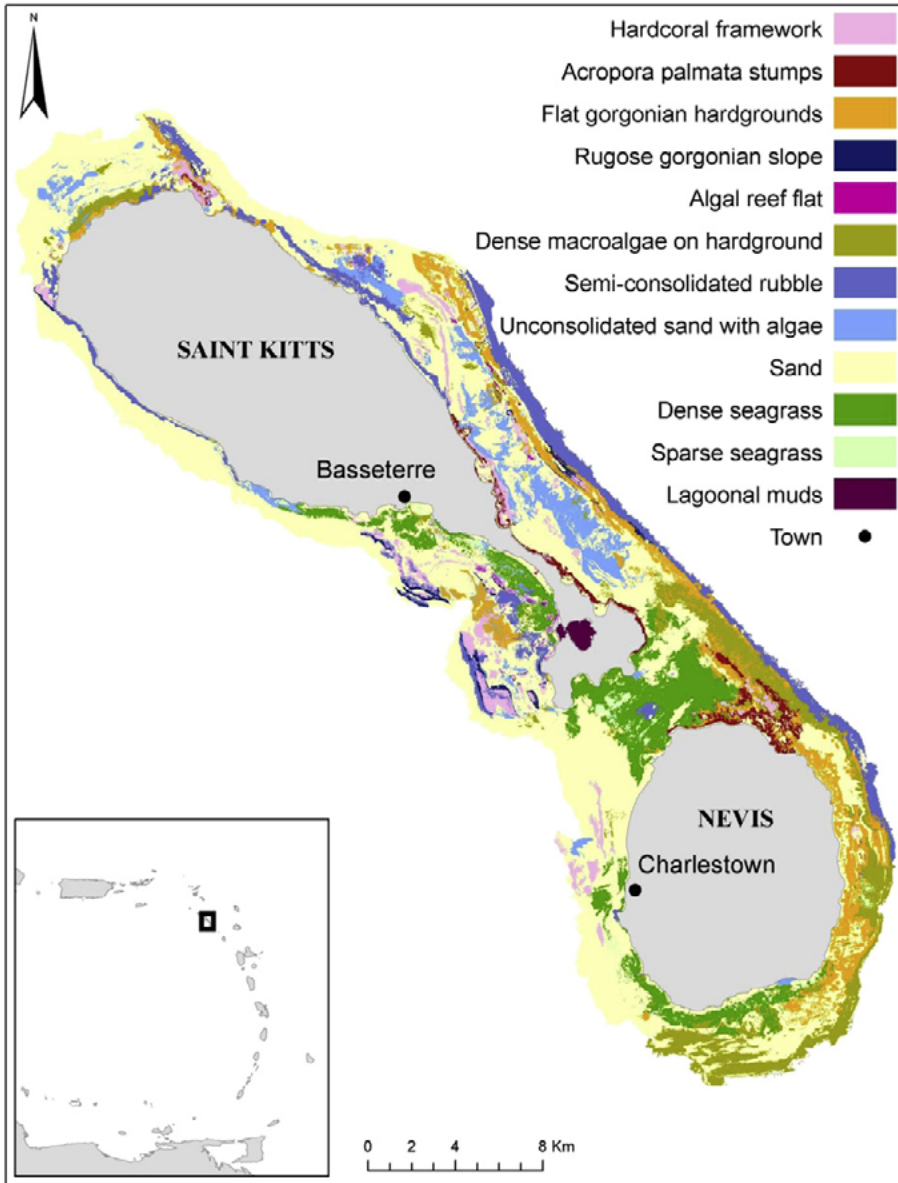 N
Hardcoral framework
Acropora palmata stumps
Flat gorgonian hardgrounds
Rugose gorgonian slope
Algal reef flat
Dense macroalgae on hardground
Semi-consolidated rubble
Unconsolidated sand with algae
Sand
Dense seagrass
Sparse seagrass
Lagoonal muds
Town
SAINT KITTS
Basseterre
NEVIS
Charlestown
0 2 4 8 Km